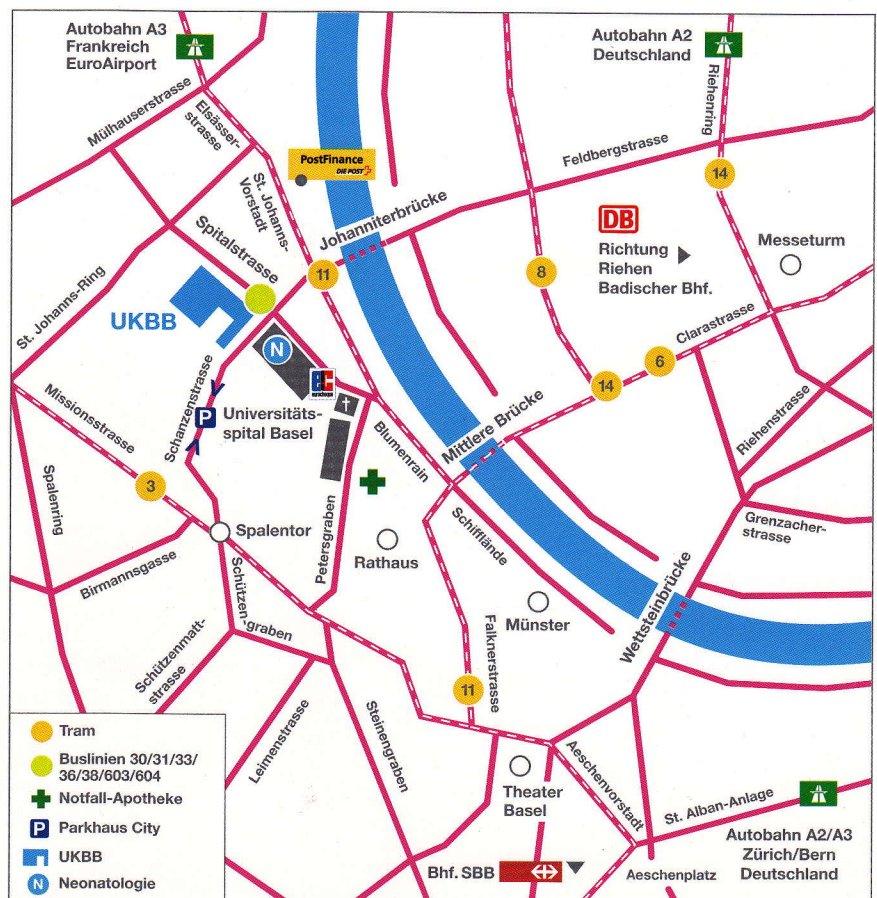 Autobahn A3
Frankreich
EuroAirport
Autobahn A2
Deutschland
Riehenring
Mülhauserstrasse
Elsässer-
strasse
PostFinance
DIE POST
St. Johanns-
Vorstadt
Feldbergstrasse
14
Johanniterbrücke
DB
Richtung
Riehen
Badischer Bhf.
Messeturm
Spitalstrasse
11
8
St. Johanns-Ring
UKBB
Clarastrasse
N
6
14
Missionsstrasse
Schanzenstrasse
P
Universitäts-
spital Basel
Blumenrain
Mittlere Brücke
Riehenstrasse
3
Spalenring
Spalentor
Petersgraben
Rathaus
Schifflände
Grenzacher-
strasse
Birmannsgasse
Schützen-
graben
Münster
Wettsteinbrücke
Schützenmatt-
strasse
Falknerstrasse
11
Leimenstrasse
Steinengraben
Theater
Basel
Aeschenvorstadt
St. Alban-Anlage
Autobahn A2/A3
Zürich/Bern
Deutschland
Bhf. SBB
Aeschenplatz
Tram
Buslinien 30/31/33/
36/38/603/604
Notfall-Apotheke
P
Parkhaus City
UKBB
N
Neonatologie